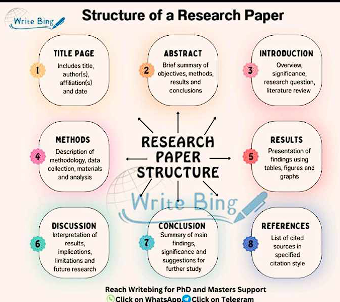 Write Bing
Structure of a Research Paper
1
TITLE PAGE
Includes title,
author(s),
affiliation(s)
and date
2
ABSTRACT
Brief summary of
objectives, methods,
results and
conclusions
3
INTRODUCTION
Overview,
significance,
research question,
literature review
4
METHODS
Description of
methodology, data
collection, materials
and analysis
RESEARCH
PAPER
STRUCTURE
5
RESULTS
Presentation of
findings using
tables, figures and
graphs
Write Bing
6
DISCUSSION
Interpretation of
results,
implications,
limitations and
future research
7
CONCLUSION
Summary of main
findings,
significance and
suggestions for
further study
8
REFERENCES
List of cited
sources in
specified
citation style
Reach Writebing for PhD and Masters Support
Click on WhatsApp Click on Telegram